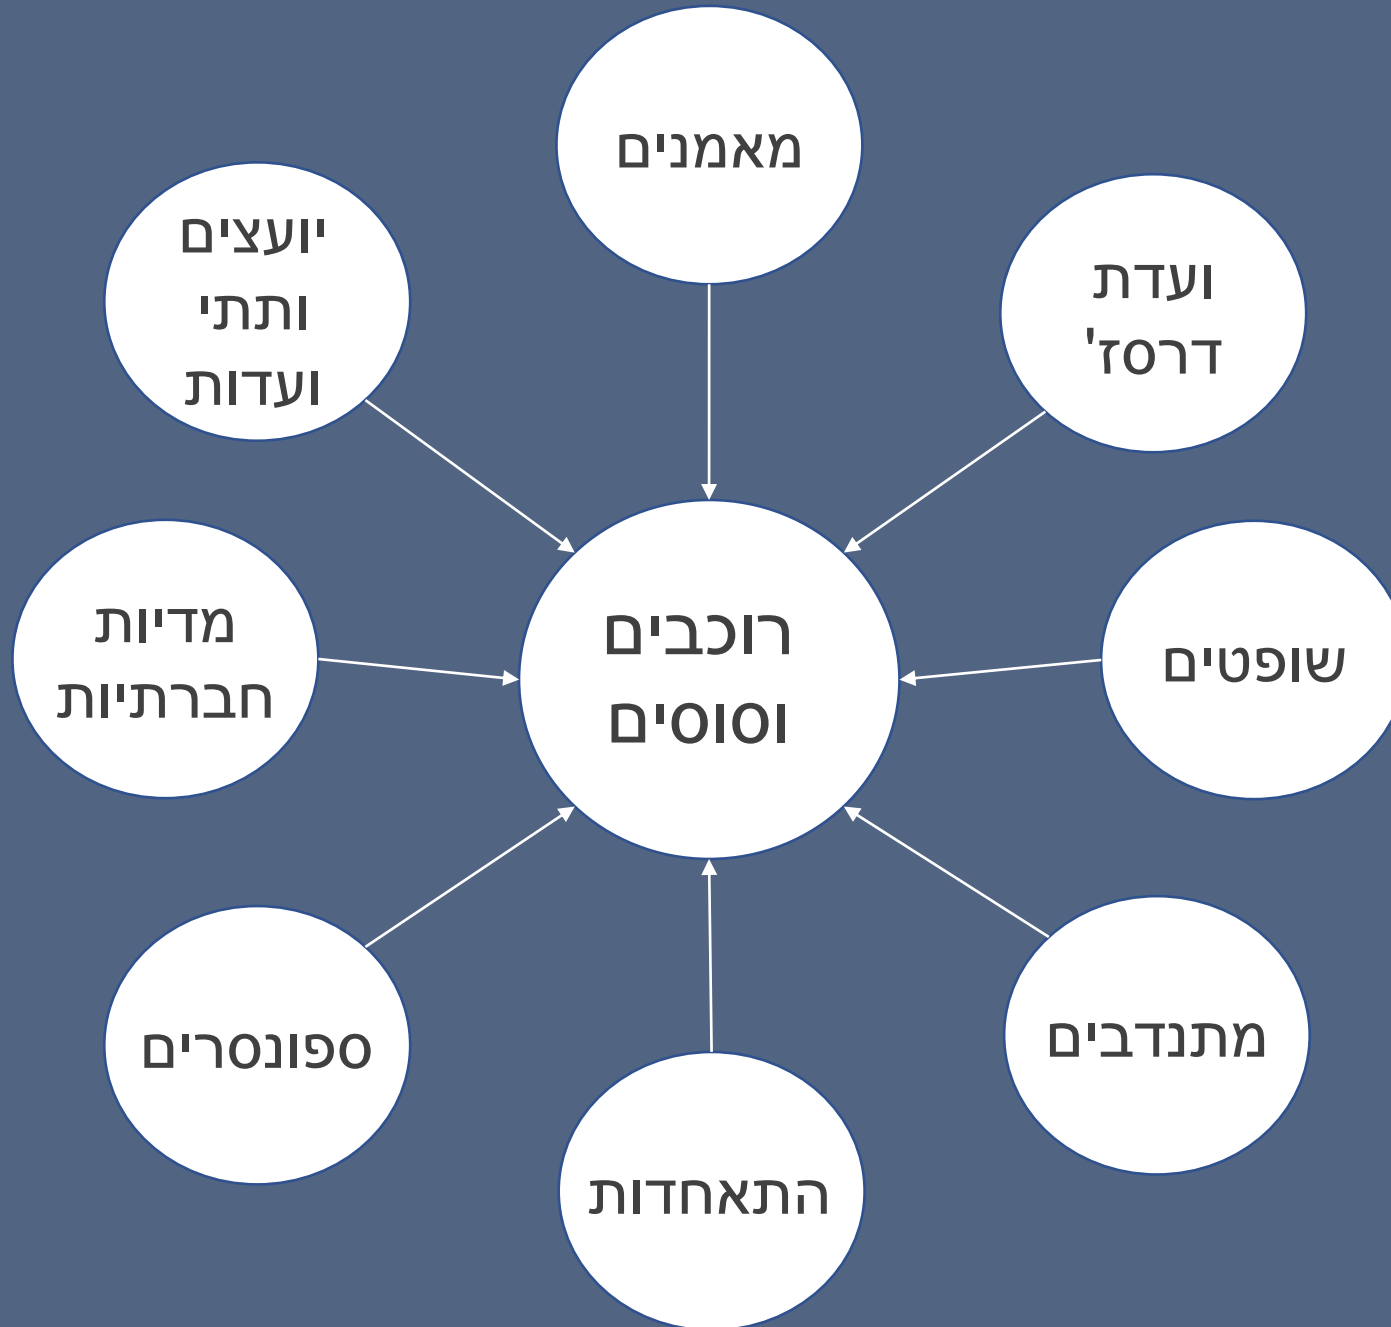 מאמנים
ועדת
דרסז'
יועצים
ותתי
ועדות
שופטים
רוכבים
וסוסים
מדיות
חברתיות
מתנדבים
ספונסרים
התאחדות